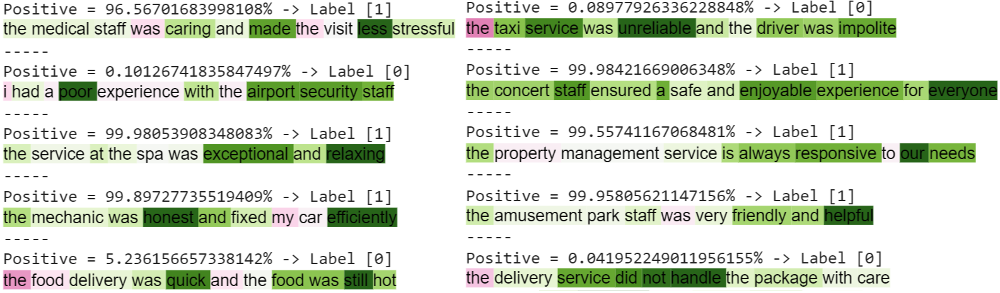 Positive = 96.56701683998108% -> Label [1]
the medical staff was caring and made the visit less stressful
-----
Positive = 0.101267418358474​97% -> Label [0]
i had a poor experience with the airport security staff
-----
Positive = 99.98053908348083% -> Label [1]
the service at the spa was exceptional and relaxing
-----
Positive = 99.89727735519409% -> Label [1]
the mechanic was honest and fixed my car efficiently
-----
Positive = 5.236156657338142% -> Label [0]
the food delivery was quick and the food was still hot
Positive = 0.08977926336228848% -> Label [0]
the taxi service was unreliable and the driver was impolite
-----
Positive = 99.98421669006348% -> Label [1]
the concert staff ensured a safe and enjoyable experience for everyone
-----
Positive = 99.55741167068481% -> Label [1]
the property management service is always responsive to our needs
-----
Positive = 99.95805621147156% -> Label [1]
the amusement park staff was very friendly and helpful
-----
Positive = 0.041952249011956155% -> Label [0]
the delivery service did not handle the package with care